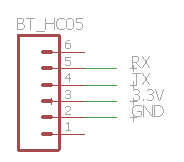 BT_HC05
6
5 RX
4 TX
3 3.3V
2 GND
1